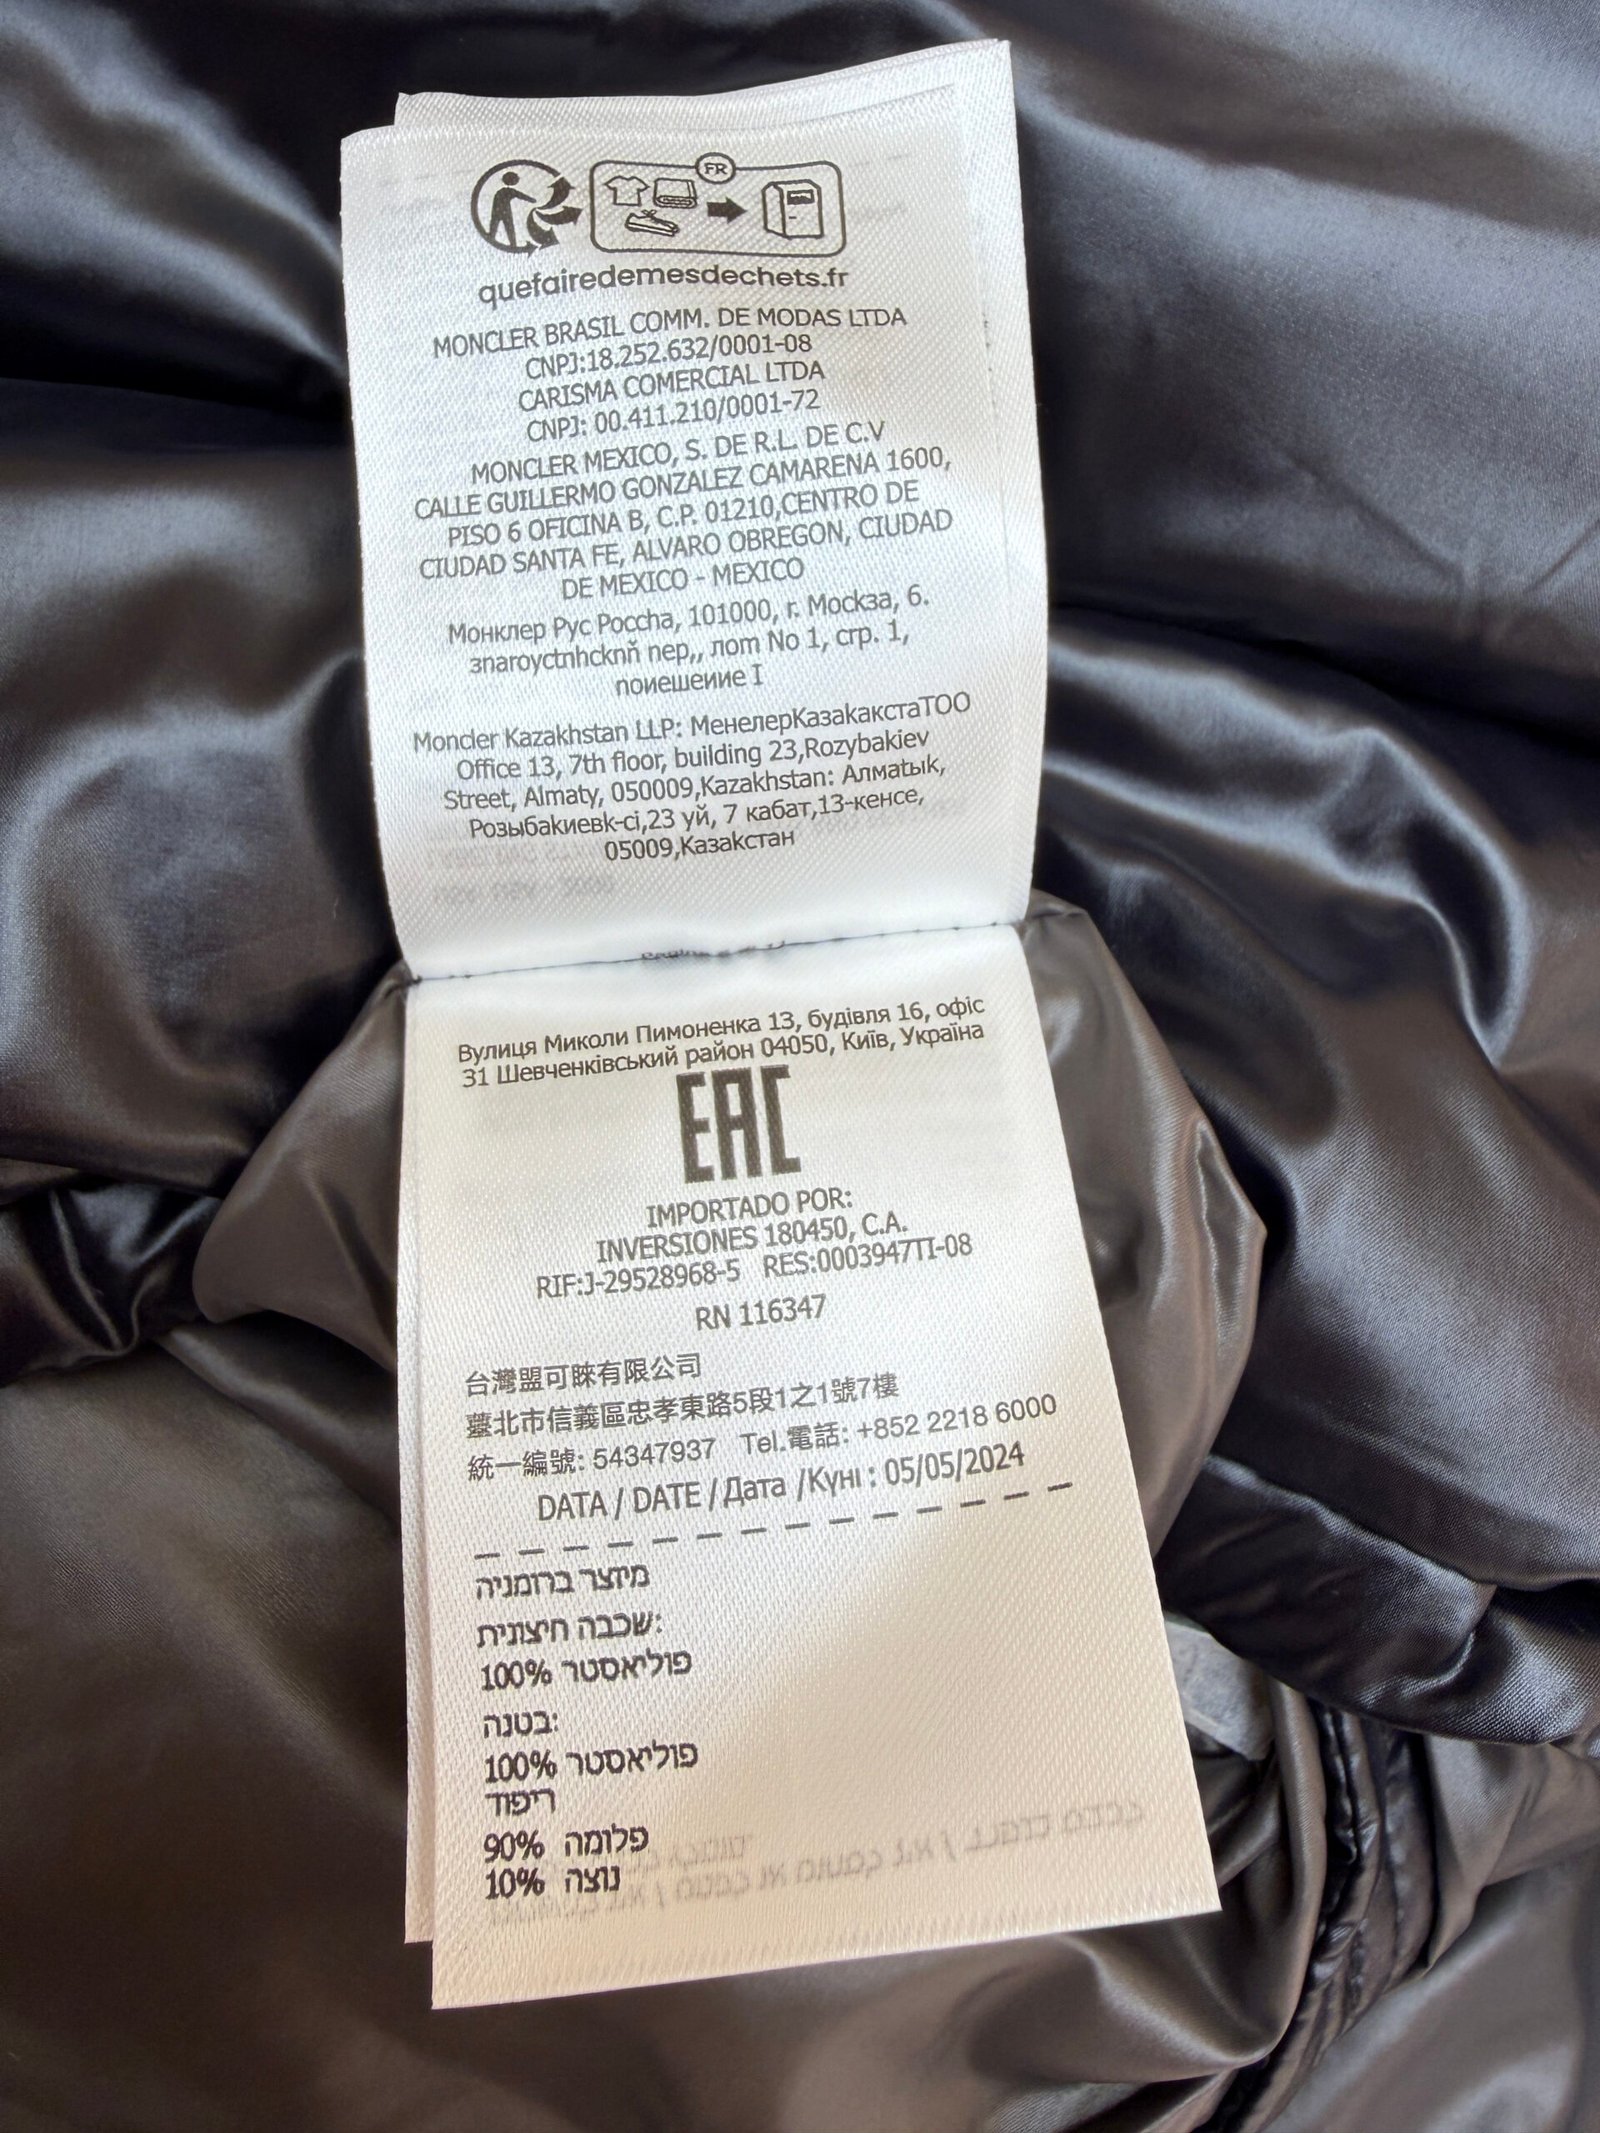 FR
quefairedemesdechets.fr
MONCLER BRASIL COMM. DE MODAS LTDA
CNPJ:18.252.632/0001-08
CARISMA COMERCIAL LTDA
CNPJ: 00.411.210/0001-72
MONCLER MEXICO, S. DE R.L. DE C.V
CALLE GUILLERMO GONZALEZ CAMARENA 1600,
PISO 6 OFICINA B, C.P. 01210,CENTRO DE
CIUDAD SANTA FE, ALVARO OBREGON, CIUDAD
DE MEXICO - MEXICO
Монклер Рус Poccha, 101000, г. Москза, 6.
знагоуctnhcknň nep,, лom No 1, cгp. 1,
поиешеиие I
Moncler Kazakhstan LLP: МенелерКазакакстаТОО
Office 13, 7th floor, building 23,Rozybakiev
Street, Almaty, 050009,Kazakhstan: Алматык,
Розыбакиевк-сі,23 уй, 7 кабат,13-кенсе,
05009,Казакстан
Вулиця Миколи Пимоненка 13, будівля 16, офіс
31 Шевченківський район 04050, Київ, Україна
EAC
IMPORTADO POR:
INVERSIONES 180450, C.A.
RIF:J-29528968-5 RES:0003947TI-08
RN 116347
台灣盟可睞有限公司
臺北市信義區忠孝東路5段1之1號7樓
統一編號: 54347937 Tel.電話: +852 2218 6000
DATA / DATE / Дата /Күні : 05/05/2024
מיוצר ברומניה
שכבה חיצונית:
100% פוליאסטר
בטנה:
100% פוליאסטר
ריפוד
90% פלומה
10% נוצה